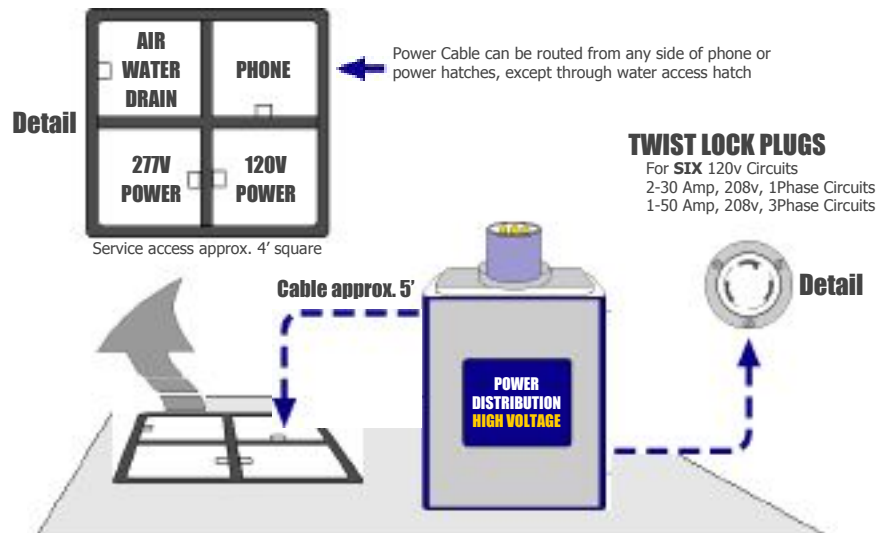 AIR
WATER
DRAIN
PHONE
Power Cable can be routed from any side of phone or
power hatches, except through water access hatch
Detail
277V
POWER
120V
POWER
Service access approx. 4’ square
TWIST LOCK PLUGS
For SIX 120v Circuits
2-30 Amp, 208v, 1Phase Circuits
1-50 Amp, 208v, 3Phase Circuits
Cable approx. 5’
Detail
POWER
DISTRIBUTION
HIGH VOLTAGE